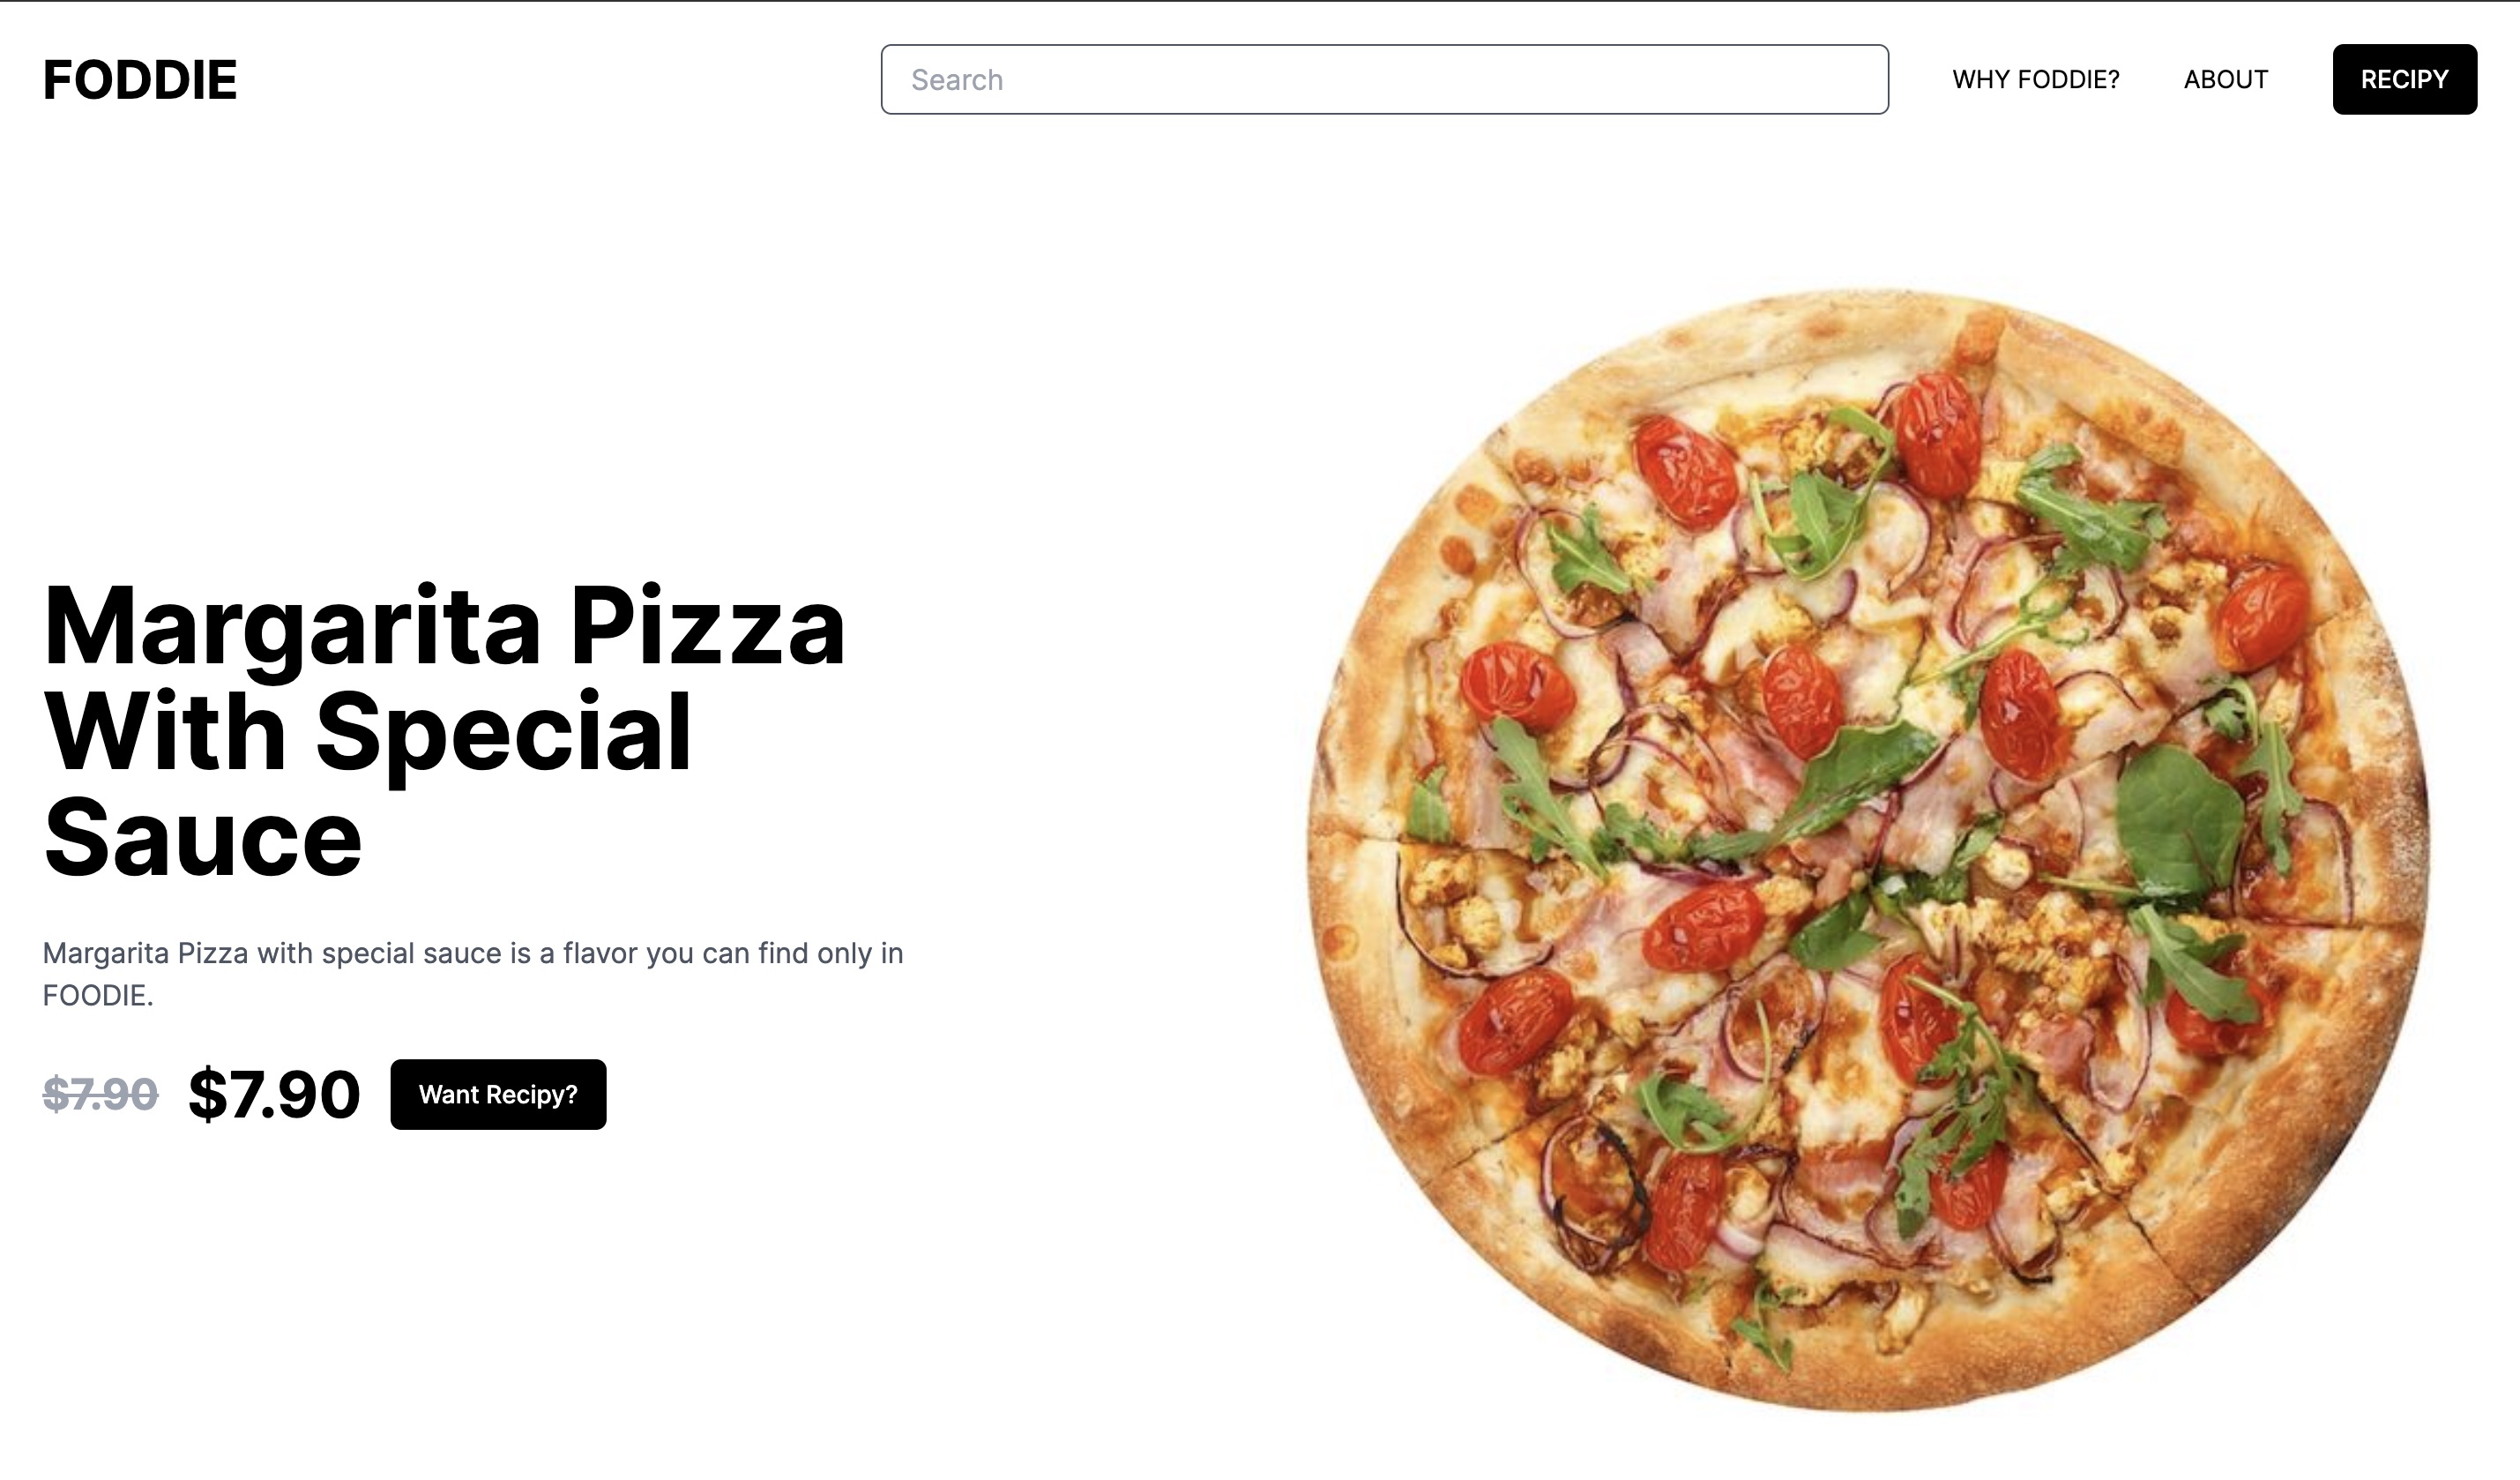 FODDIE
Search
WHY FODDIE?
ABOUT
RECIPY
Margarita Pizza
With Special
Sauce
Margarita Pizza with special sauce is a flavor you can find only in
FOODIE.
$7.90 $7.90 Want Recipy?